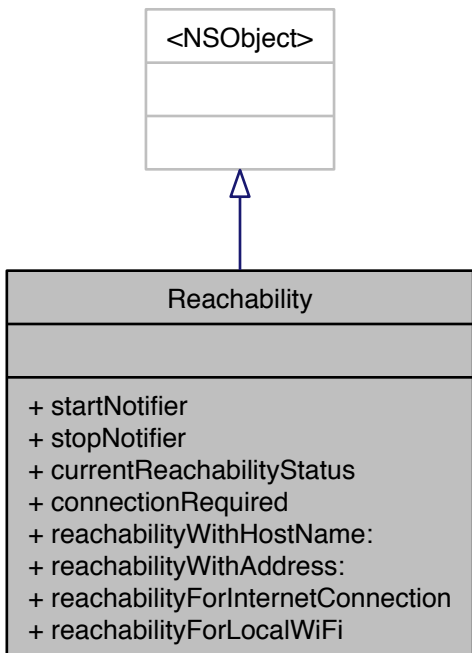 <NSObject>
Reachability
+ startNotifier
+ stopNotifier
+ currentReachabilityStatus
+ connectionRequired
+ reachabilityWithHostName:
+ reachabilityWithAddress:
+ reachabilityForInternetConnection
+ reachabilityForLocalWiFi